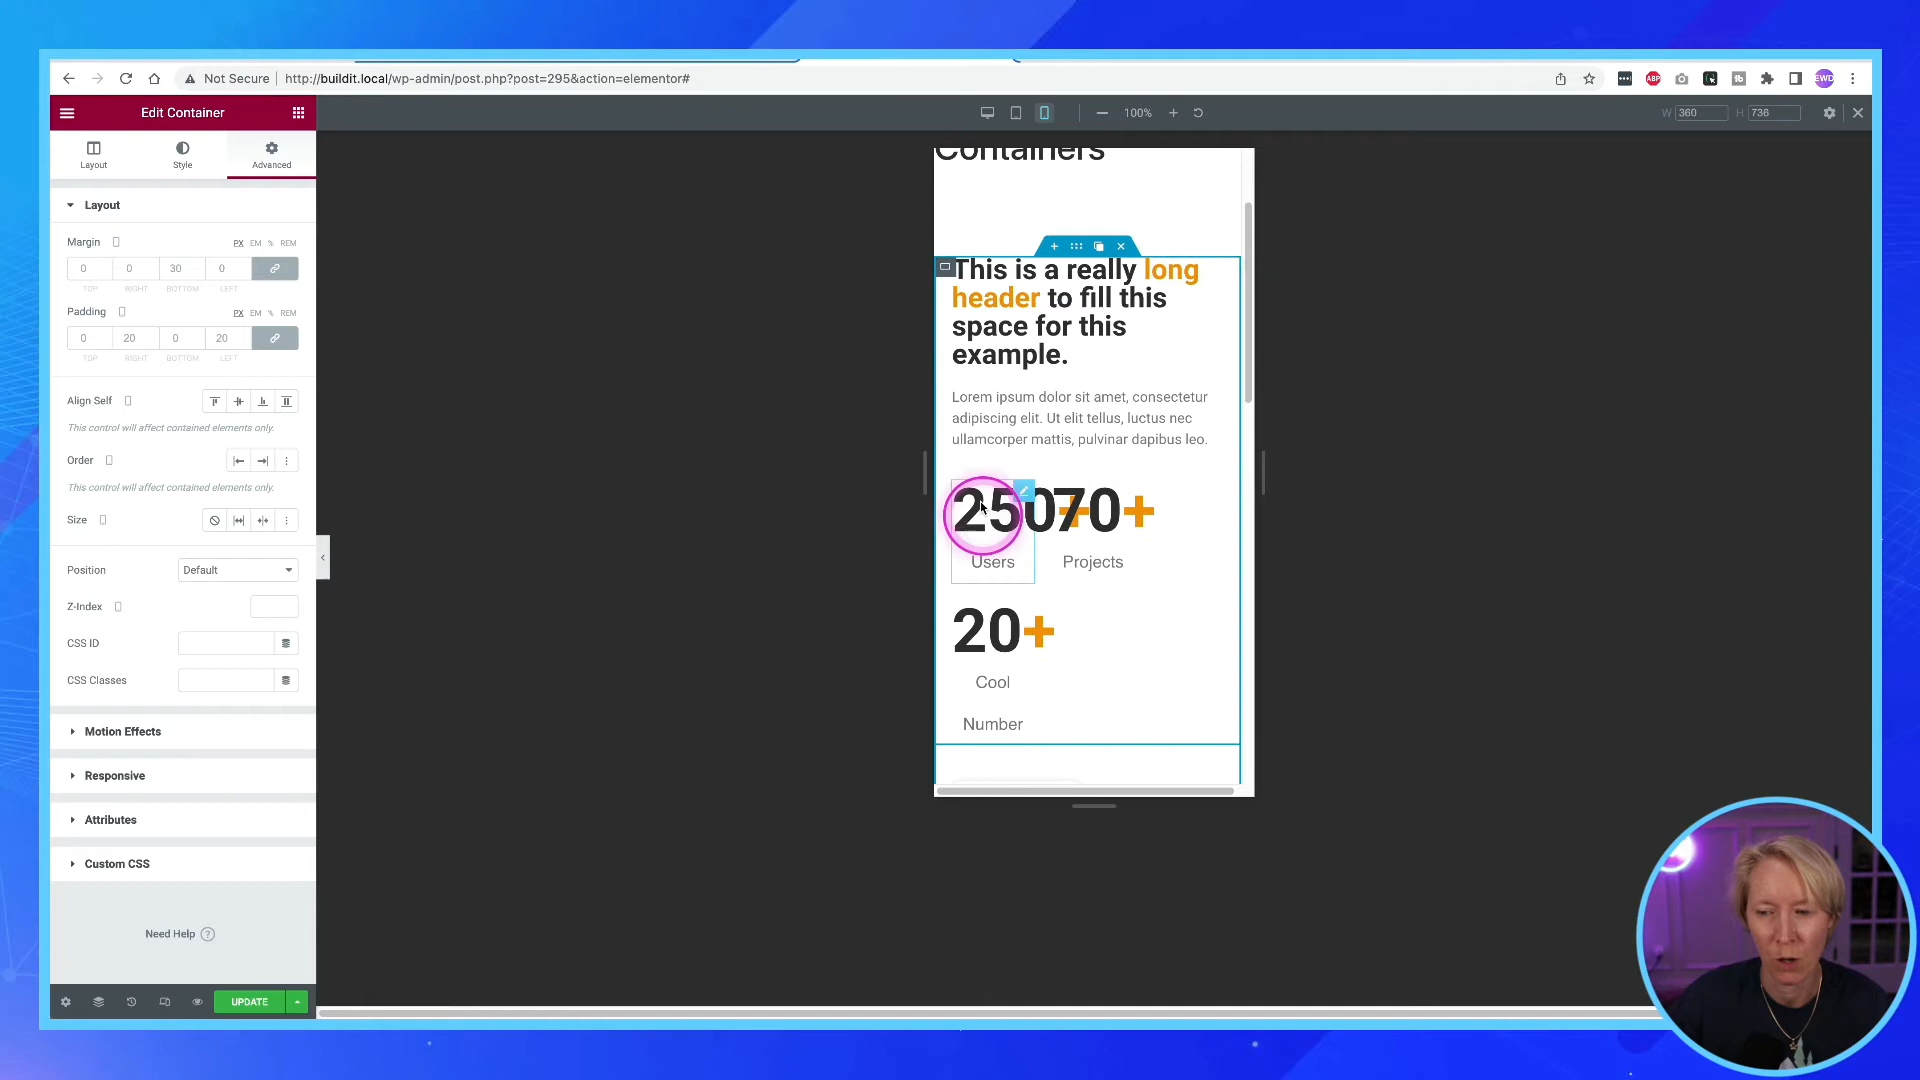 Not Secure
http://buildit.local/wp-admin/post.php?post=295&action=elementor#
ABP
tb
EWD
Edit Container
100%
W 360
H 736
Layout
Style
Advanced
Layout
Margin
PX EM % REM
0 0 30 0
TOP RIGHT BOTTOM LEFT
Padding
PX EM % REM
0 20 0 20
TOP RIGHT BOTTOM LEFT
Align Self
This control will affect contained elements only.
Order
This control will affect contained elements only.
Size
Position
Default
Z-Index
CSS ID
CSS Classes
Motion Effects
Responsive
Attributes
Custom CSS
Need Help ?
UPDATE
Containers
This is a really long
header to fill this
space for this
example.
Lorem ipsum dolor sit amet, consectetur
adipiscing elit. Ut elit tellus, luctus nec
ullamcorper mattis, pulvinar dapibus leo.
250+
70+
Users
Projects
20+
Cool
Number